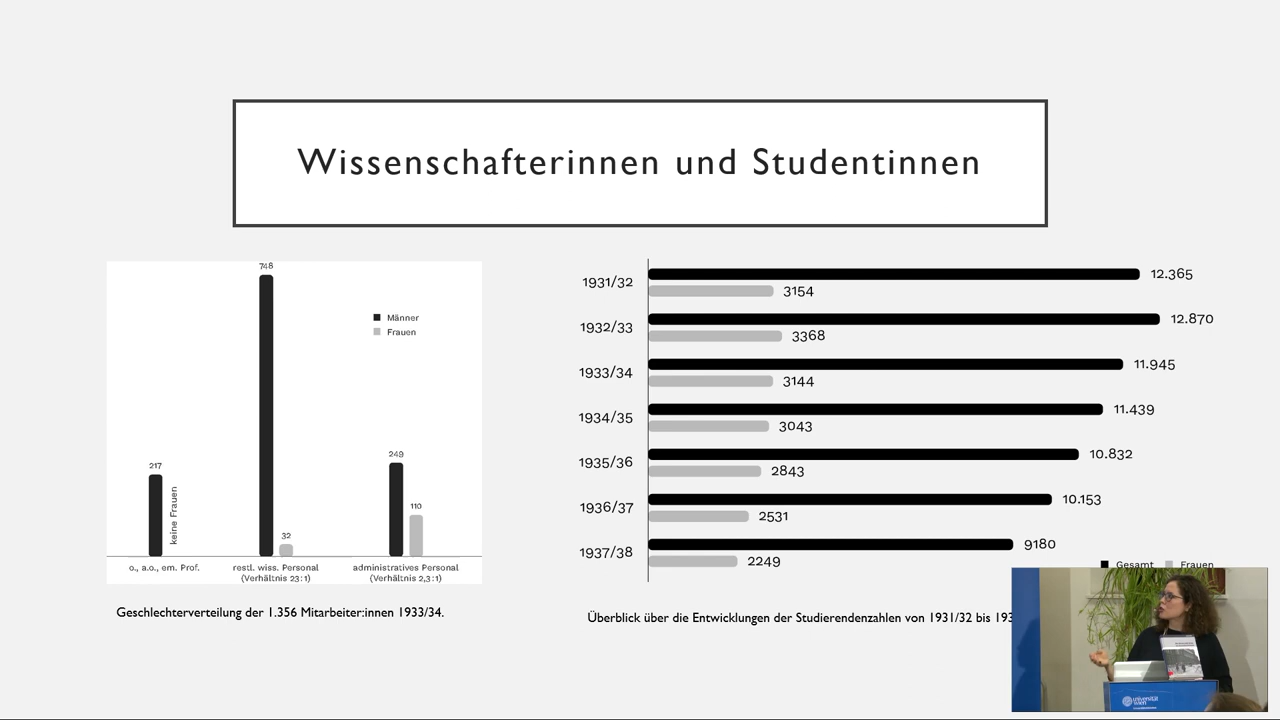 Wissenschafterinnen und Studentinnen
748
Männer
Frauen
249
217
110
keine Frauen
32
o., a.o., em. Prof.
restl. wiss. Personal
(Verhältnis 23:1)
administratives Personal
(Verhältnis 2,3:1)
Geschlechterverteilung der 1.356 Mitarbeiter:innen 1933/34.
1931/32
12.365
3154
1932/33
12.870
3368
1933/34
11.945
3144
1934/35
11.439
3043
1935/36
10.832
2843
1936/37
10.153
2531
1937/38
9180
2249
Gesamt
Frauen
Überblick über die Entwicklungen der Studierendenzahlen von 1931/32 bis 193
universität
wien